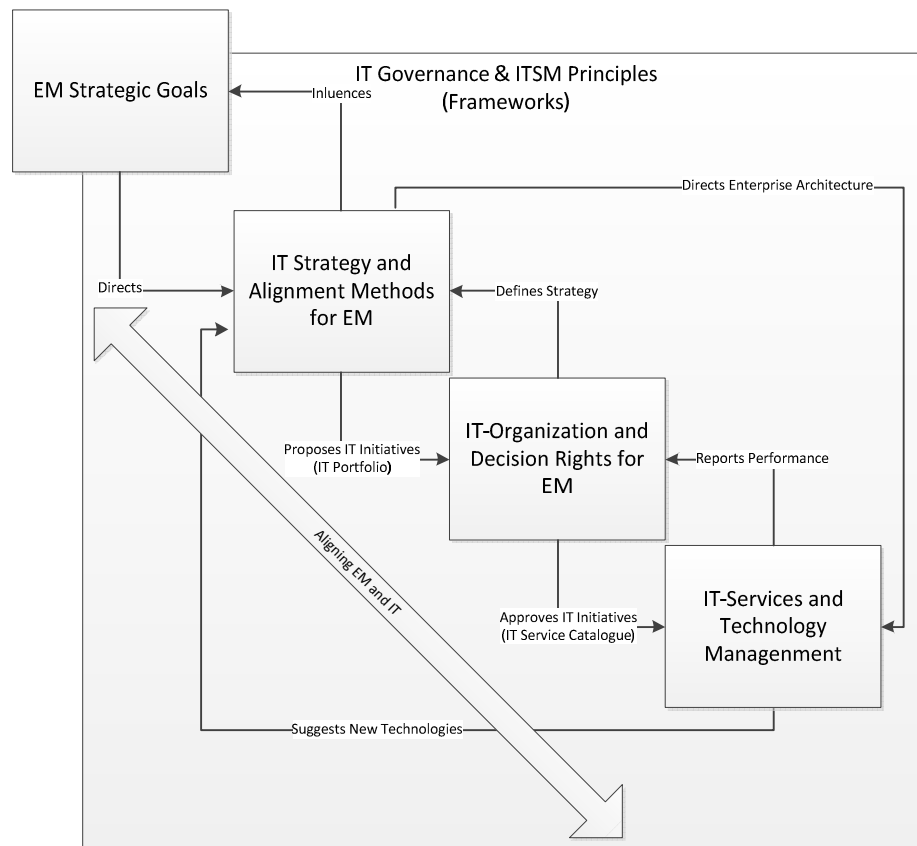 EM Strategic Goals
IT Governance & ITSM Principles
(Frameworks)
Inluences
Directs Enterprise Architecture
IT Strategy and
Alignment Methods
for EM
Directs
Defines Strategy
IT-Organization and
Decision Rights for
EM
Proposes IT Initiatives
(IT Portfolio)
Reports Performance
Aligning EM and IT
IT-Services and
Technology
Managenment
Approves IT Initiatives
(IT Service Catalogue)
Suggests New Technologies